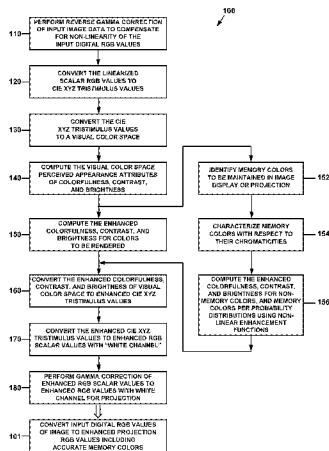 160
110
PERFORM REVERSE GAMMA CORRECTION
OF INPUT IMAGE DATA TO COMPENSATE
FOR NON-LINEARITY OF THE
INPUT DIGITAL RGB VALUES
120
CONVERT THE LINEARIZED
SCALAR RGB VALUES TO
CIE XYZ TRISTIMULUS VALUES
130
CONVERT THE CIE
XYZ TRISTIMULUS VALUES
TO A VISUAL COLOR SPACE
140
COMPUTE THE VISUAL COLOR SPACE
PERCEIVED APPEARANCE ATTRIBUTES
OF COLORFULNESS, CONTRAST,
AND BRIGHTNESS
150
COMPUTE THE ENHANCED
COLORFULNESS, CONTRAST, AND
BRIGHTNESS FOR COLORS
TO BE RENDERED
152
IDENTIFY MEMORY COLORS
TO BE MAINTAINED IN IMAGE
DISPLAY OR PROJECTION
154
CHARACTERIZE MEMORY
COLORS WITH RESPECT TO
THEIR CHROMATICITIES
156
COMPUTE THE ENHANCED
COLORFULNESS, CONTRAST,
AND BRIGHTNESS FOR NON-
MEMORY COLORS, AND MEMORY
COLORS PER PROBABILITY
DISTRIBUTIONS USING NON-
LINEAR ENHANCEMENT
FUNCTIONS
160
CONVERT THE ENHANCED COLORFULNESS,
CONTRAST, AND BRIGHTNESS OF VISUAL
COLOR SPACE TO ENHANCED CIE XYZ
TRISTIMULUS VALUES
170
CONVERT THE ENHANCED CIE XYZ
TRISTIMULUS VALUES TO ENHANCED RGB
SCALAR VALUES WITH "WHITE CHANNEL"
180
PERFORM GAMMA CORRECTION OF
ENHANCED RGB SCALAR VALUES TO
ENHANCED RGB VALUES WITH WHITE
CHANNEL FOR PROJECTION
101
CONVERT INPUT DIGITAL RGB VALUES
OF IMAGE TO ENHANCED PROJECTION
RGB VALUES INCLUDING
ACCURATE MEMORY COLORS